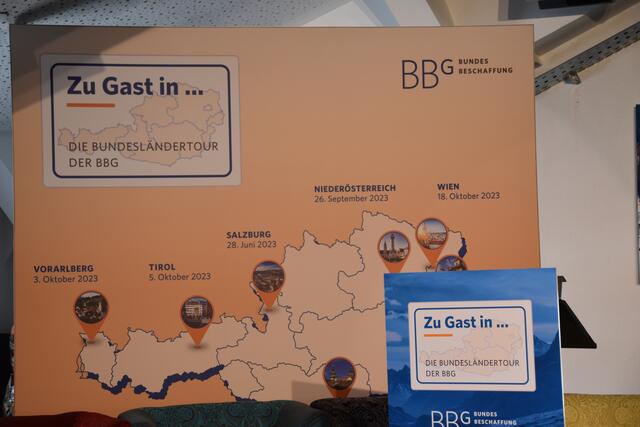 Zu Gast in ...
DIE BUNDESLÄNDERTOUR
DER BBG
BBG BUNDES
BESCHAFFUNG
NIEDERÖSTERREICH
26. September 2023
WIEN
18. Oktober 2023
SALZBURG
28. Juni 2023
VORARLBERG
3. Oktober 2023
TIROL
5. Oktober 2023
Zu Gast in ...
DIE BUNDESLÄNDERTOUR
DER BBG
BBG BUNDES
BESCHAFFUNG